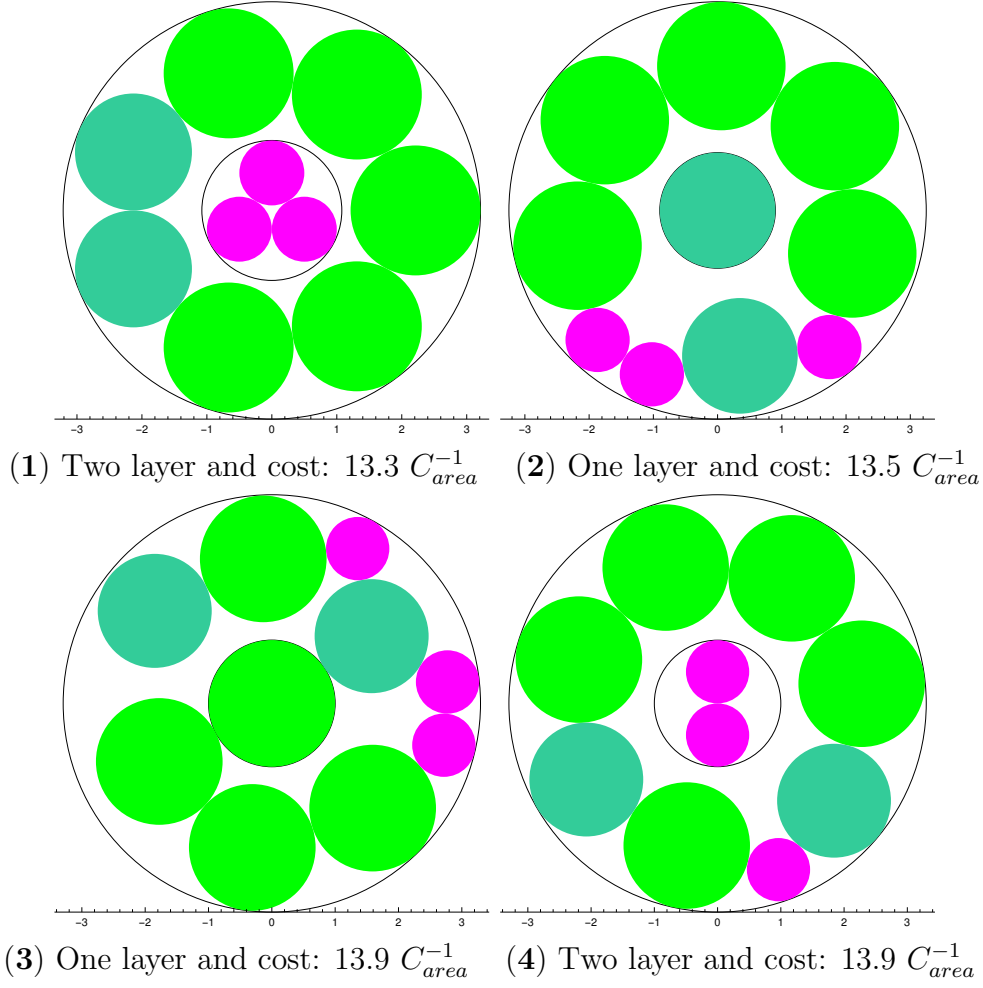 −3 −2 −1 0 1 2 3
−3 −2 −1 0 1 2 3
(1) Two layer and cost: 13.3 C_{area}^{-1}
(2) One layer and cost: 13.5 C_{area}^{-1}
−3 −2 −1 0 1 2 3
−3 −2 −1 0 1 2 3
(3) One layer and cost: 13.9 C_{area}^{-1}
(4) Two layer and cost: 13.9 C_{area}^{-1}